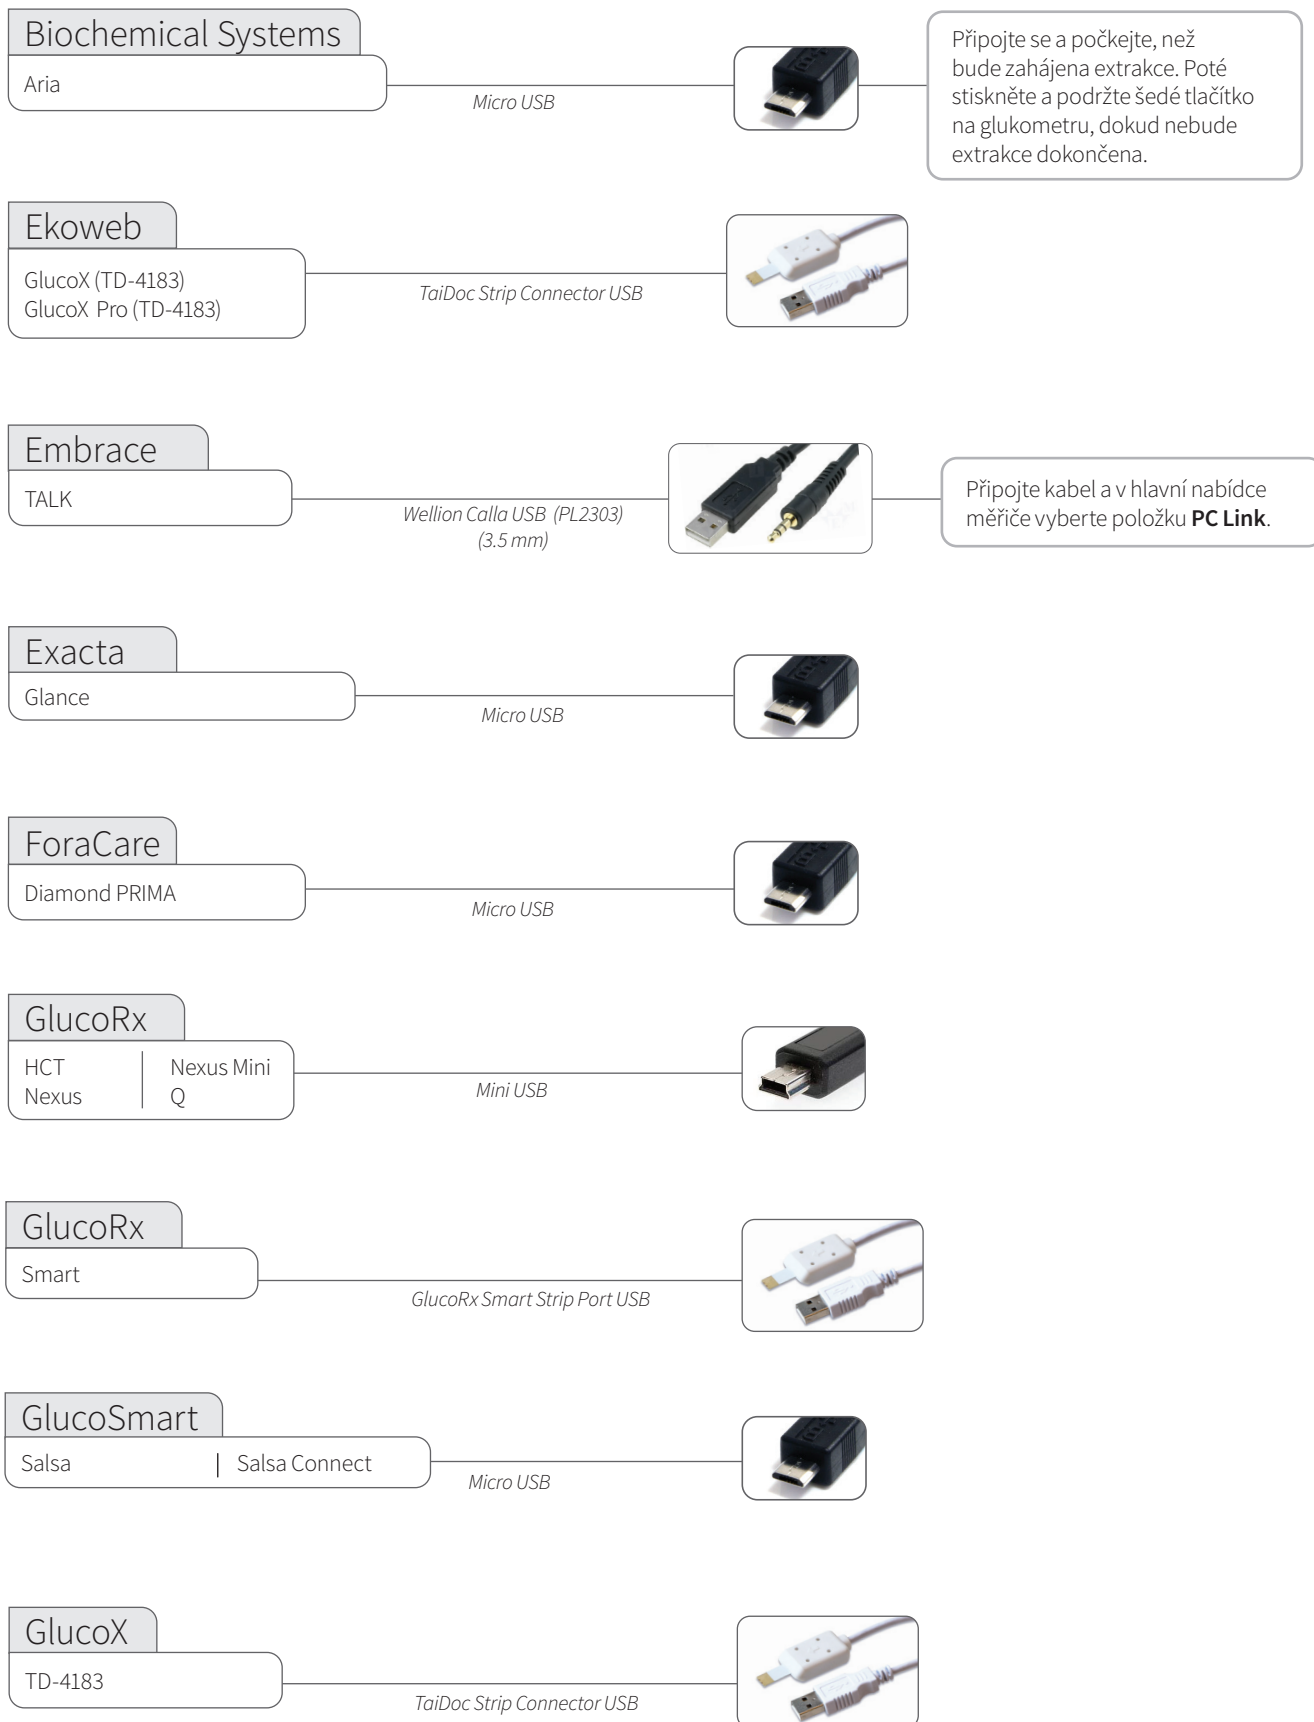 Biochemical Systems
Aria
Micro USB
Připojte se a počkejte, než
bude zahájena extrakce. Poté
stiskněte a podržte šedé tlačítko
na glukometru, dokud nebude
extrakce dokončena.
Ekoweb
GlucoX (TD-4183)
GlucoX Pro (TD-4183)
TaiDoc Strip Connector USB
Embrace
TALK
Wellion Calla USB (PL2303)
(3.5 mm)
Připojte kabel a v hlavní nabídce
měřiče vyberte položku PC Link.
Exacta
Glance
Micro USB
ForaCare
Diamond PRIMA
Micro USB
GlucoRx
HCT | Nexus Mini
Nexus | Q
Mini USB
GlucoRx
Smart
GlucoRx Smart Strip Port USB
GlucoSmart
Salsa | Salsa Connect
Micro USB
GlucoX
TD-4183
TaiDoc Strip Connector USB